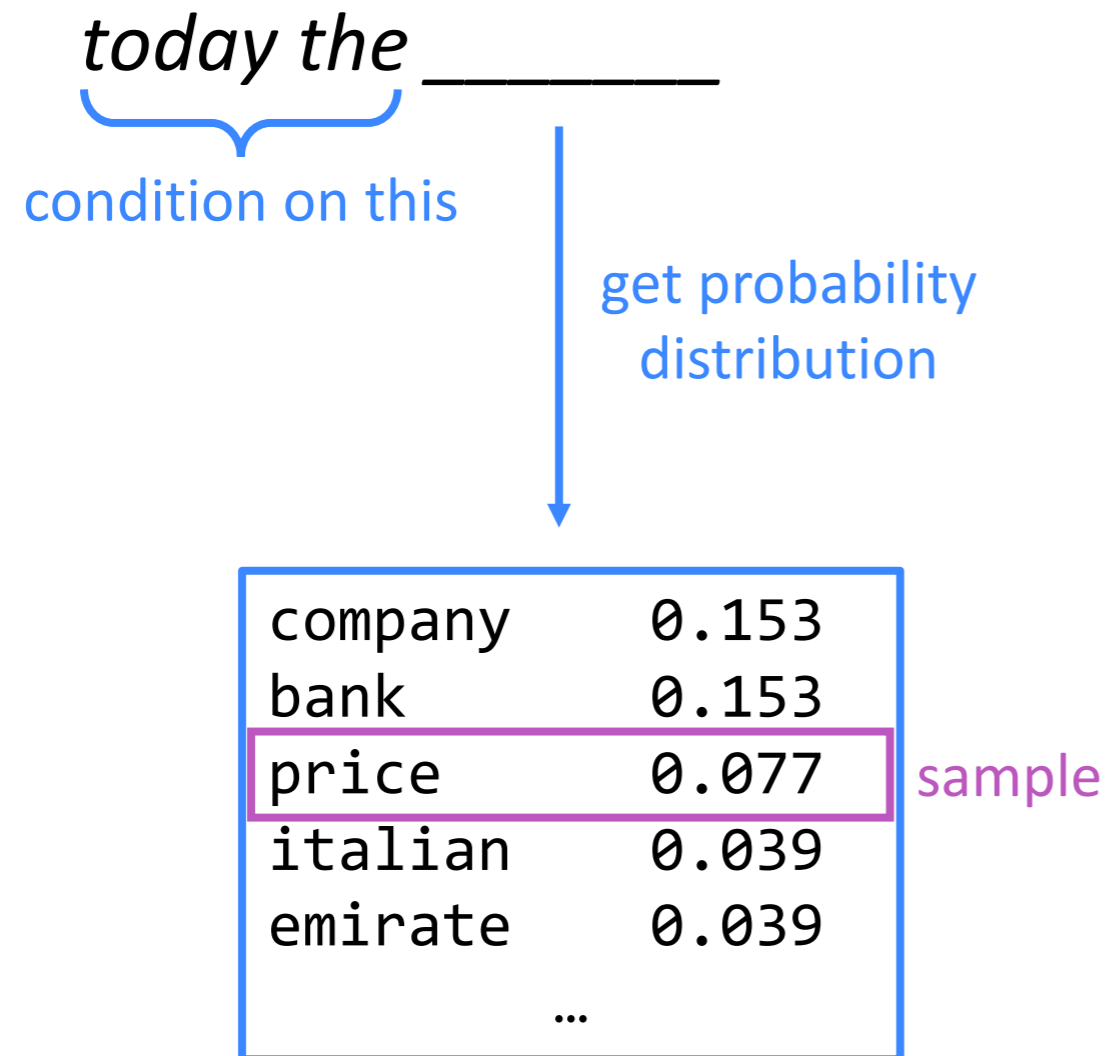 today the _______
condition on this
get probability
distribution
company 0.153
bank 0.153
price 0.077
sample
italian 0.039
emirate 0.039
…